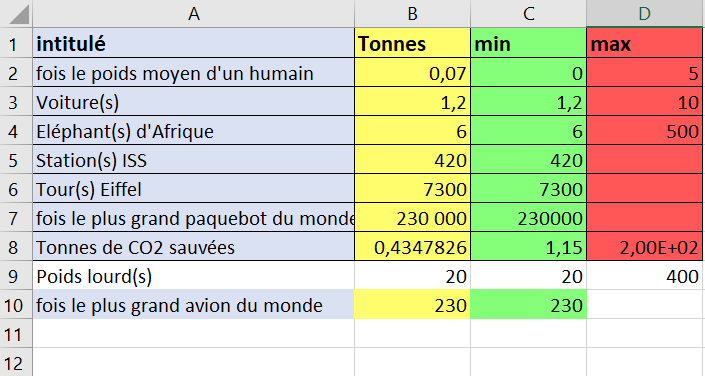 A B C D
1 intitulé Tonnes min max
2 fois le poids moyen d'un humain 0,07 0 5
3 Voiture(s) 1,2 1,2 10
4 Eléphant(s) d'Afrique 6 6 500
5 Station(s) ISS 420 420
6 Tour(s) Eiffel 7300 7300
7 fois le plus grand paquebot du monde 230 000 230000
8 Tonnes de CO2 sauvées 0,4347826 1,15 2,00E+02
9 Poids lourd(s) 20 20 400
10 fois le plus grand avion du monde 230 230
11
12